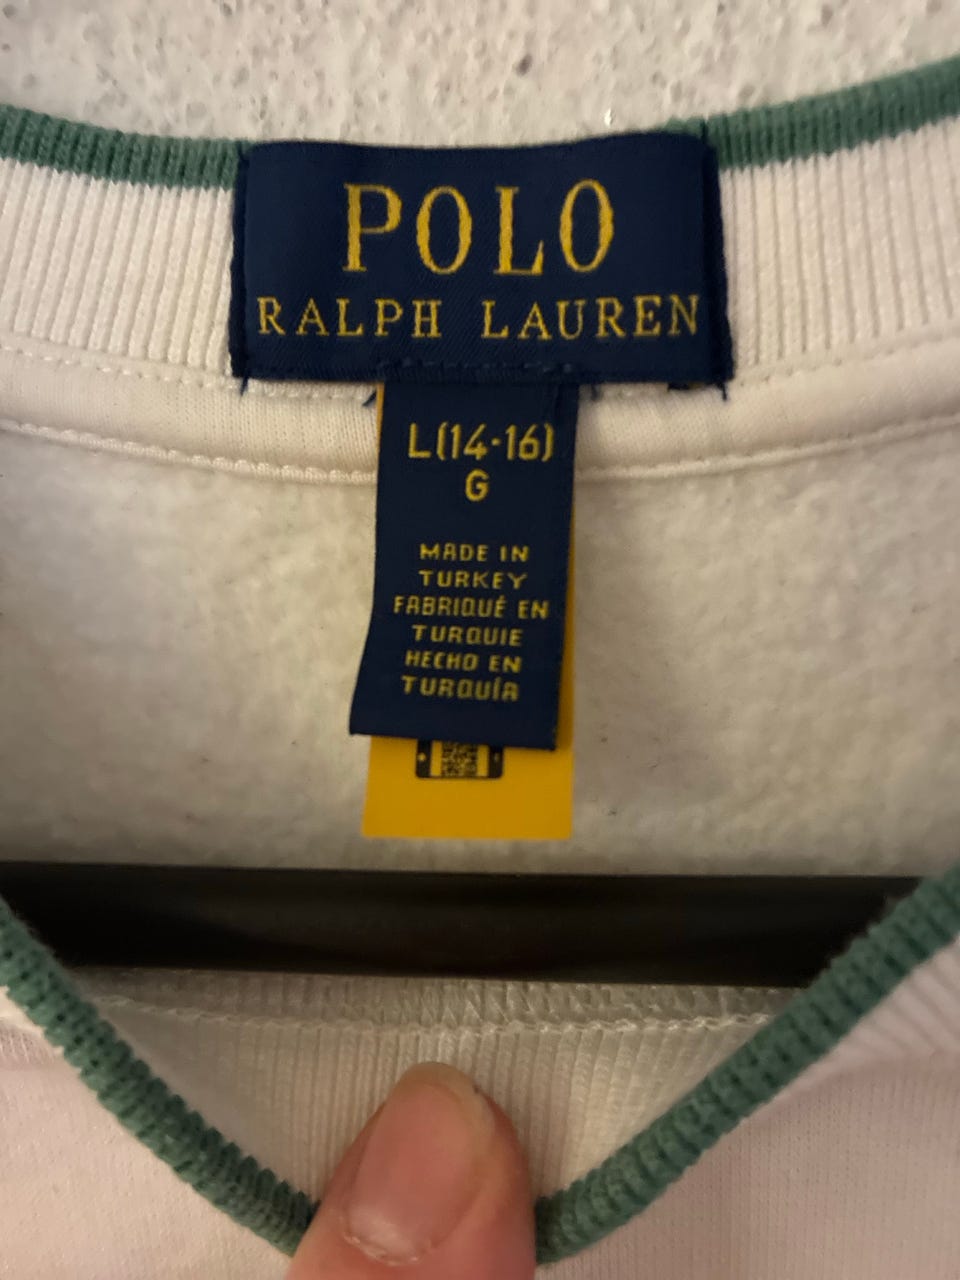 POLO
RALPH LAUREN
L(14-16)
G
MADE IN
TURKEY
FABRIQUÉ EN
TURQUIE
HECHO EN
TURQUÍA